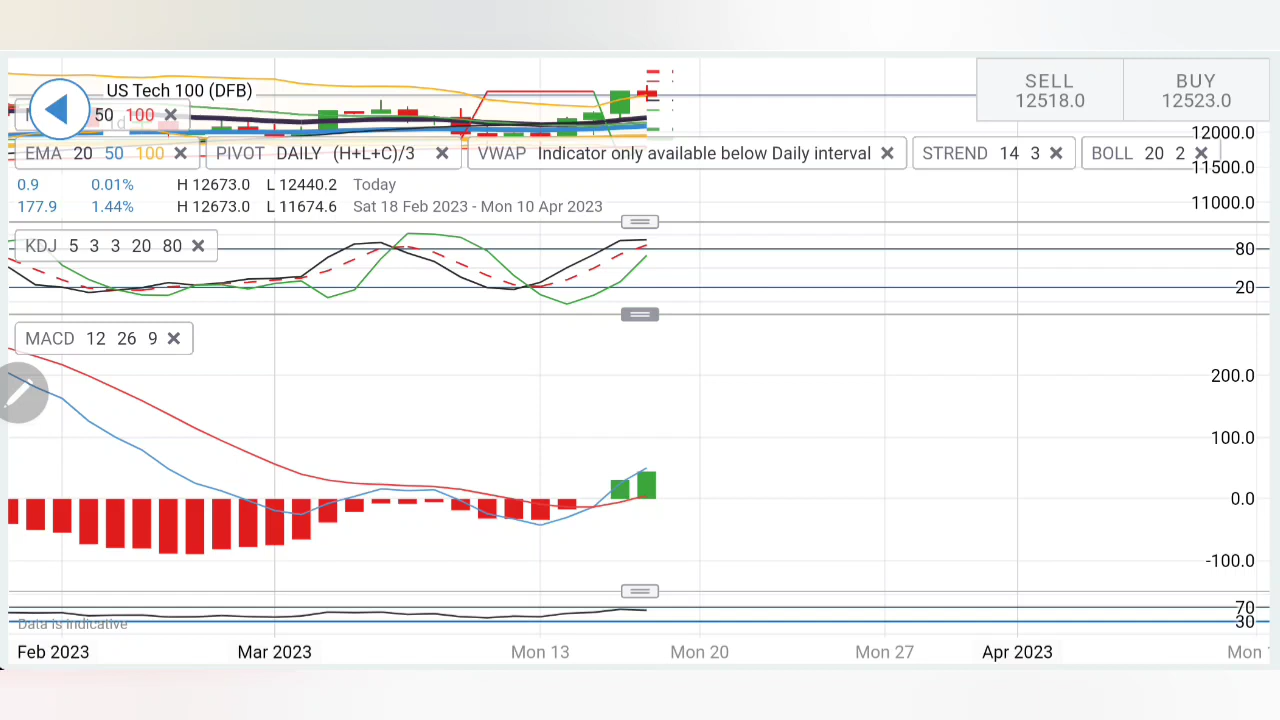 US Tech 100 (DFB)
SELL
12518.0
BUY
12523.0
50 100
12000.0
EMA 20 50 100
PIVOT DAILY (H+L+C)/3
VWAP Indicator only available below Daily interval
STREND 14 3
BOLL 20 2
11500.0
0.9 0.01% H 12673.0 L 12440.2 Today
11000.0
177.9 1.44% H 12673.0 L 11674.6 Sat 18 Feb 2023 - Mon 10 Apr 2023
KDJ 5 3 3 20 80
80
20
MACD 12 26 9
200.0
100.0
0.0
-100.0
70
30
Data is indicative
Feb 2023 Mar 2023 Mon 13 Mon 20 Mon 27 Apr 2023 Mon